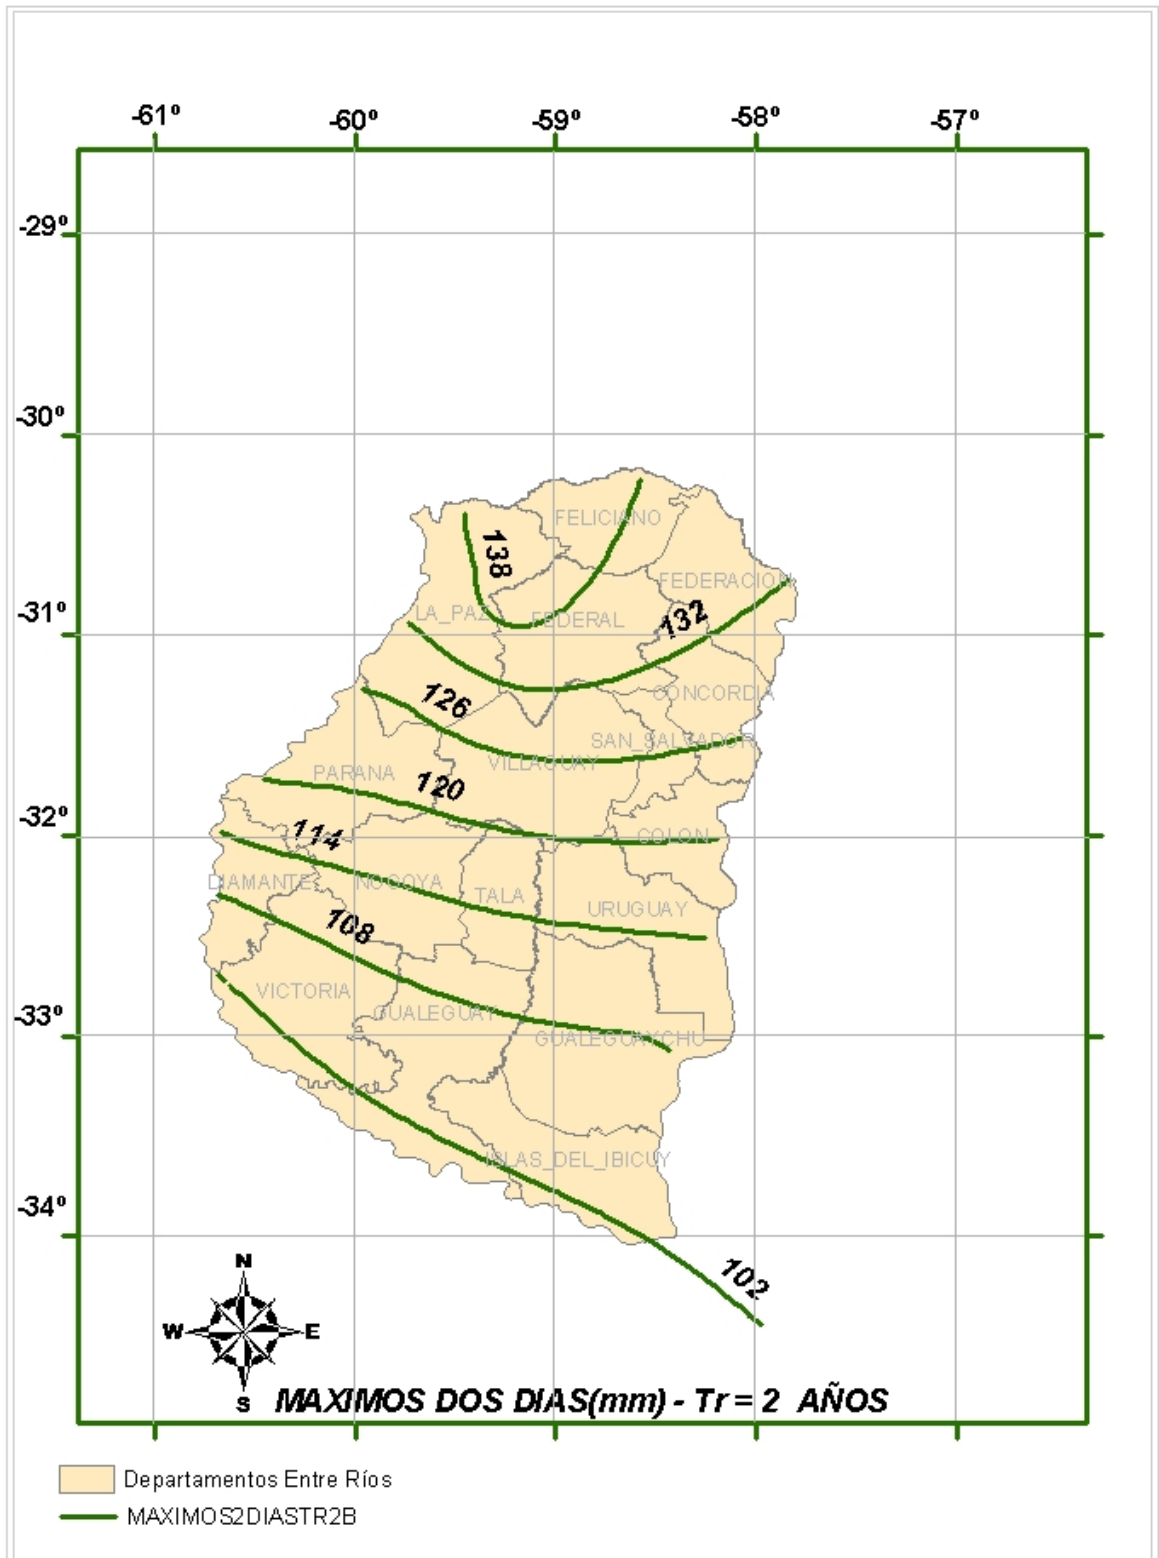 -61º -60º -59º -58º -57º
-29º
-30º
FELICIANO
138
FEDERACION
-31º
LA_PAZ
FEDERAL
132
CONCORDIA
126
SAN_SALVADOR
VILLAGUAY
PARANA
120
-32º
114
COLON
DIAMANTE
NOGOYA
TALA
URUGUAY
108
VICTORIA
GUALEGUAY
-33º
GUALEGUAYCHU
ISLAS_DEL_IBICUY
-34º
102
N
W E
S
MAXIMOS DOS DIAS(mm) - Tr = 2 AÑOS
Departamentos Entre Ríos
MAXIMOS2DIASTR2B